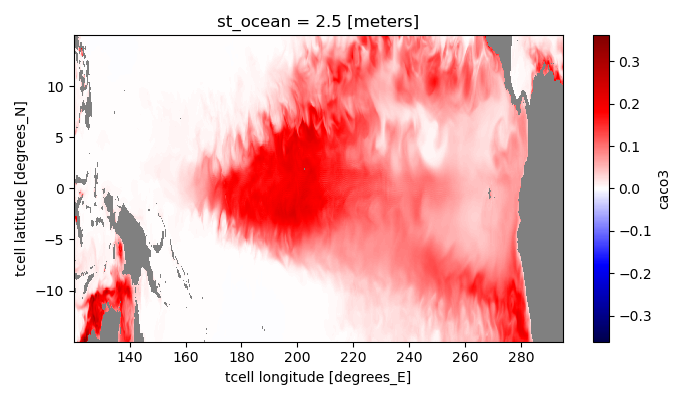 st_ocean = 2.5 [meters]
10
5
0
−5
−10
tcell latitude [degrees_N]
140 160 180 200 220 240 260 280
tcell longitude [degrees_E]
0.3
0.2
0.1
0.0
−0.1
−0.2
−0.3
caco3